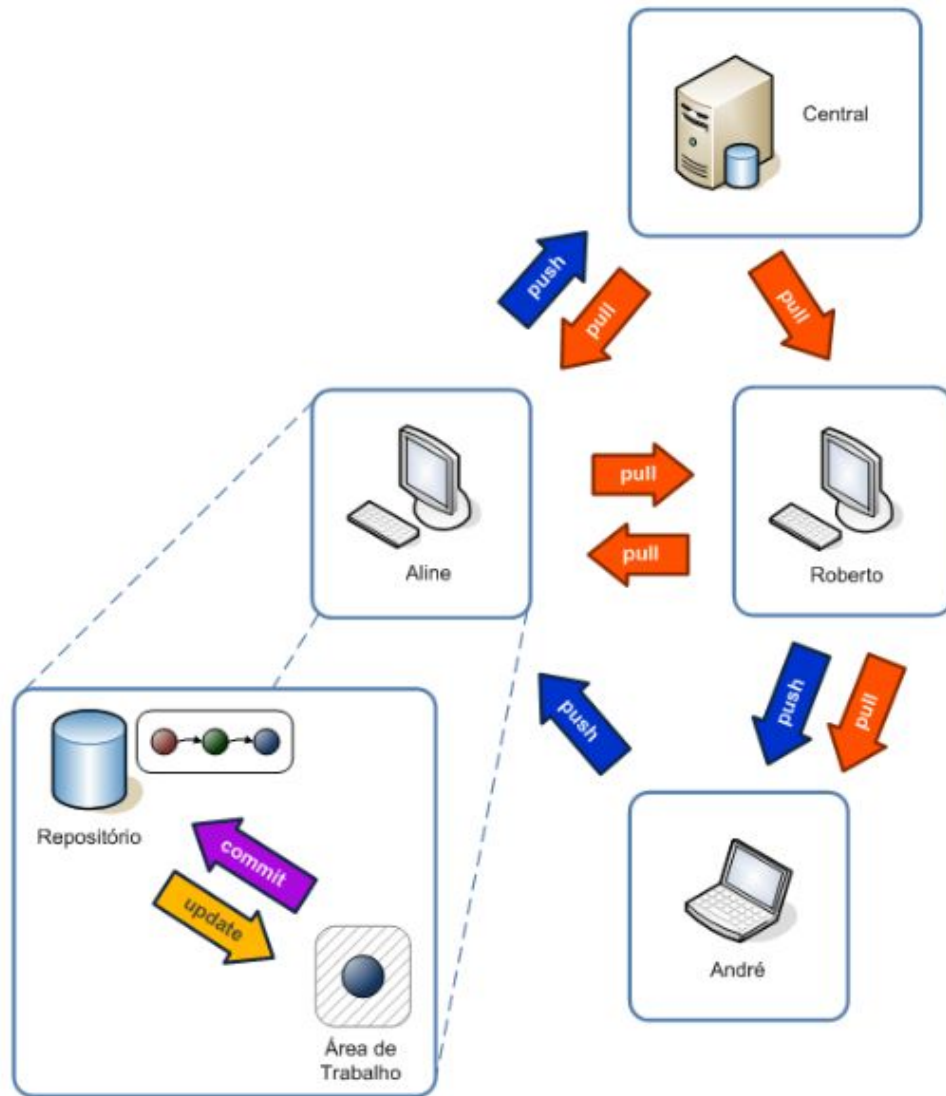 Central
push
pull
pull
pull
pull
Aline
Roberto
push
push
pull
Repositório
commit
update
André
Área de
Trabalho